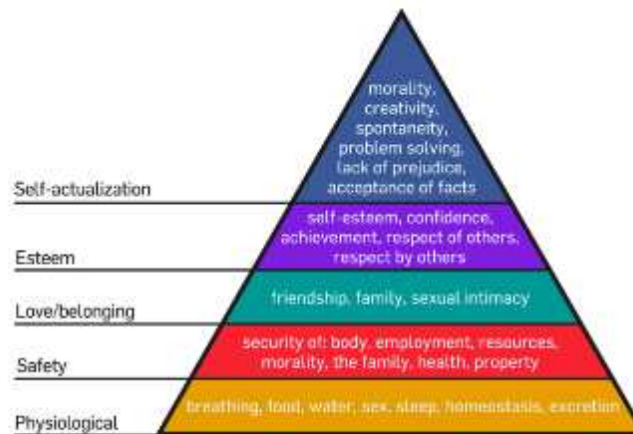 morality,
creativity,
spontaneity,
problem solving,
lack of prejudice,
acceptance of facts
Self-actualization
self-esteem, confidence,
achievement, respect of others,
respect by others
Esteem
friendship, family, sexual intimacy
Love/belonging
security of: body, employment, resources,
morality, the family, health, property
Safety
breathing, food, water, sex, sleep, homeostasis, excretion
Physiological